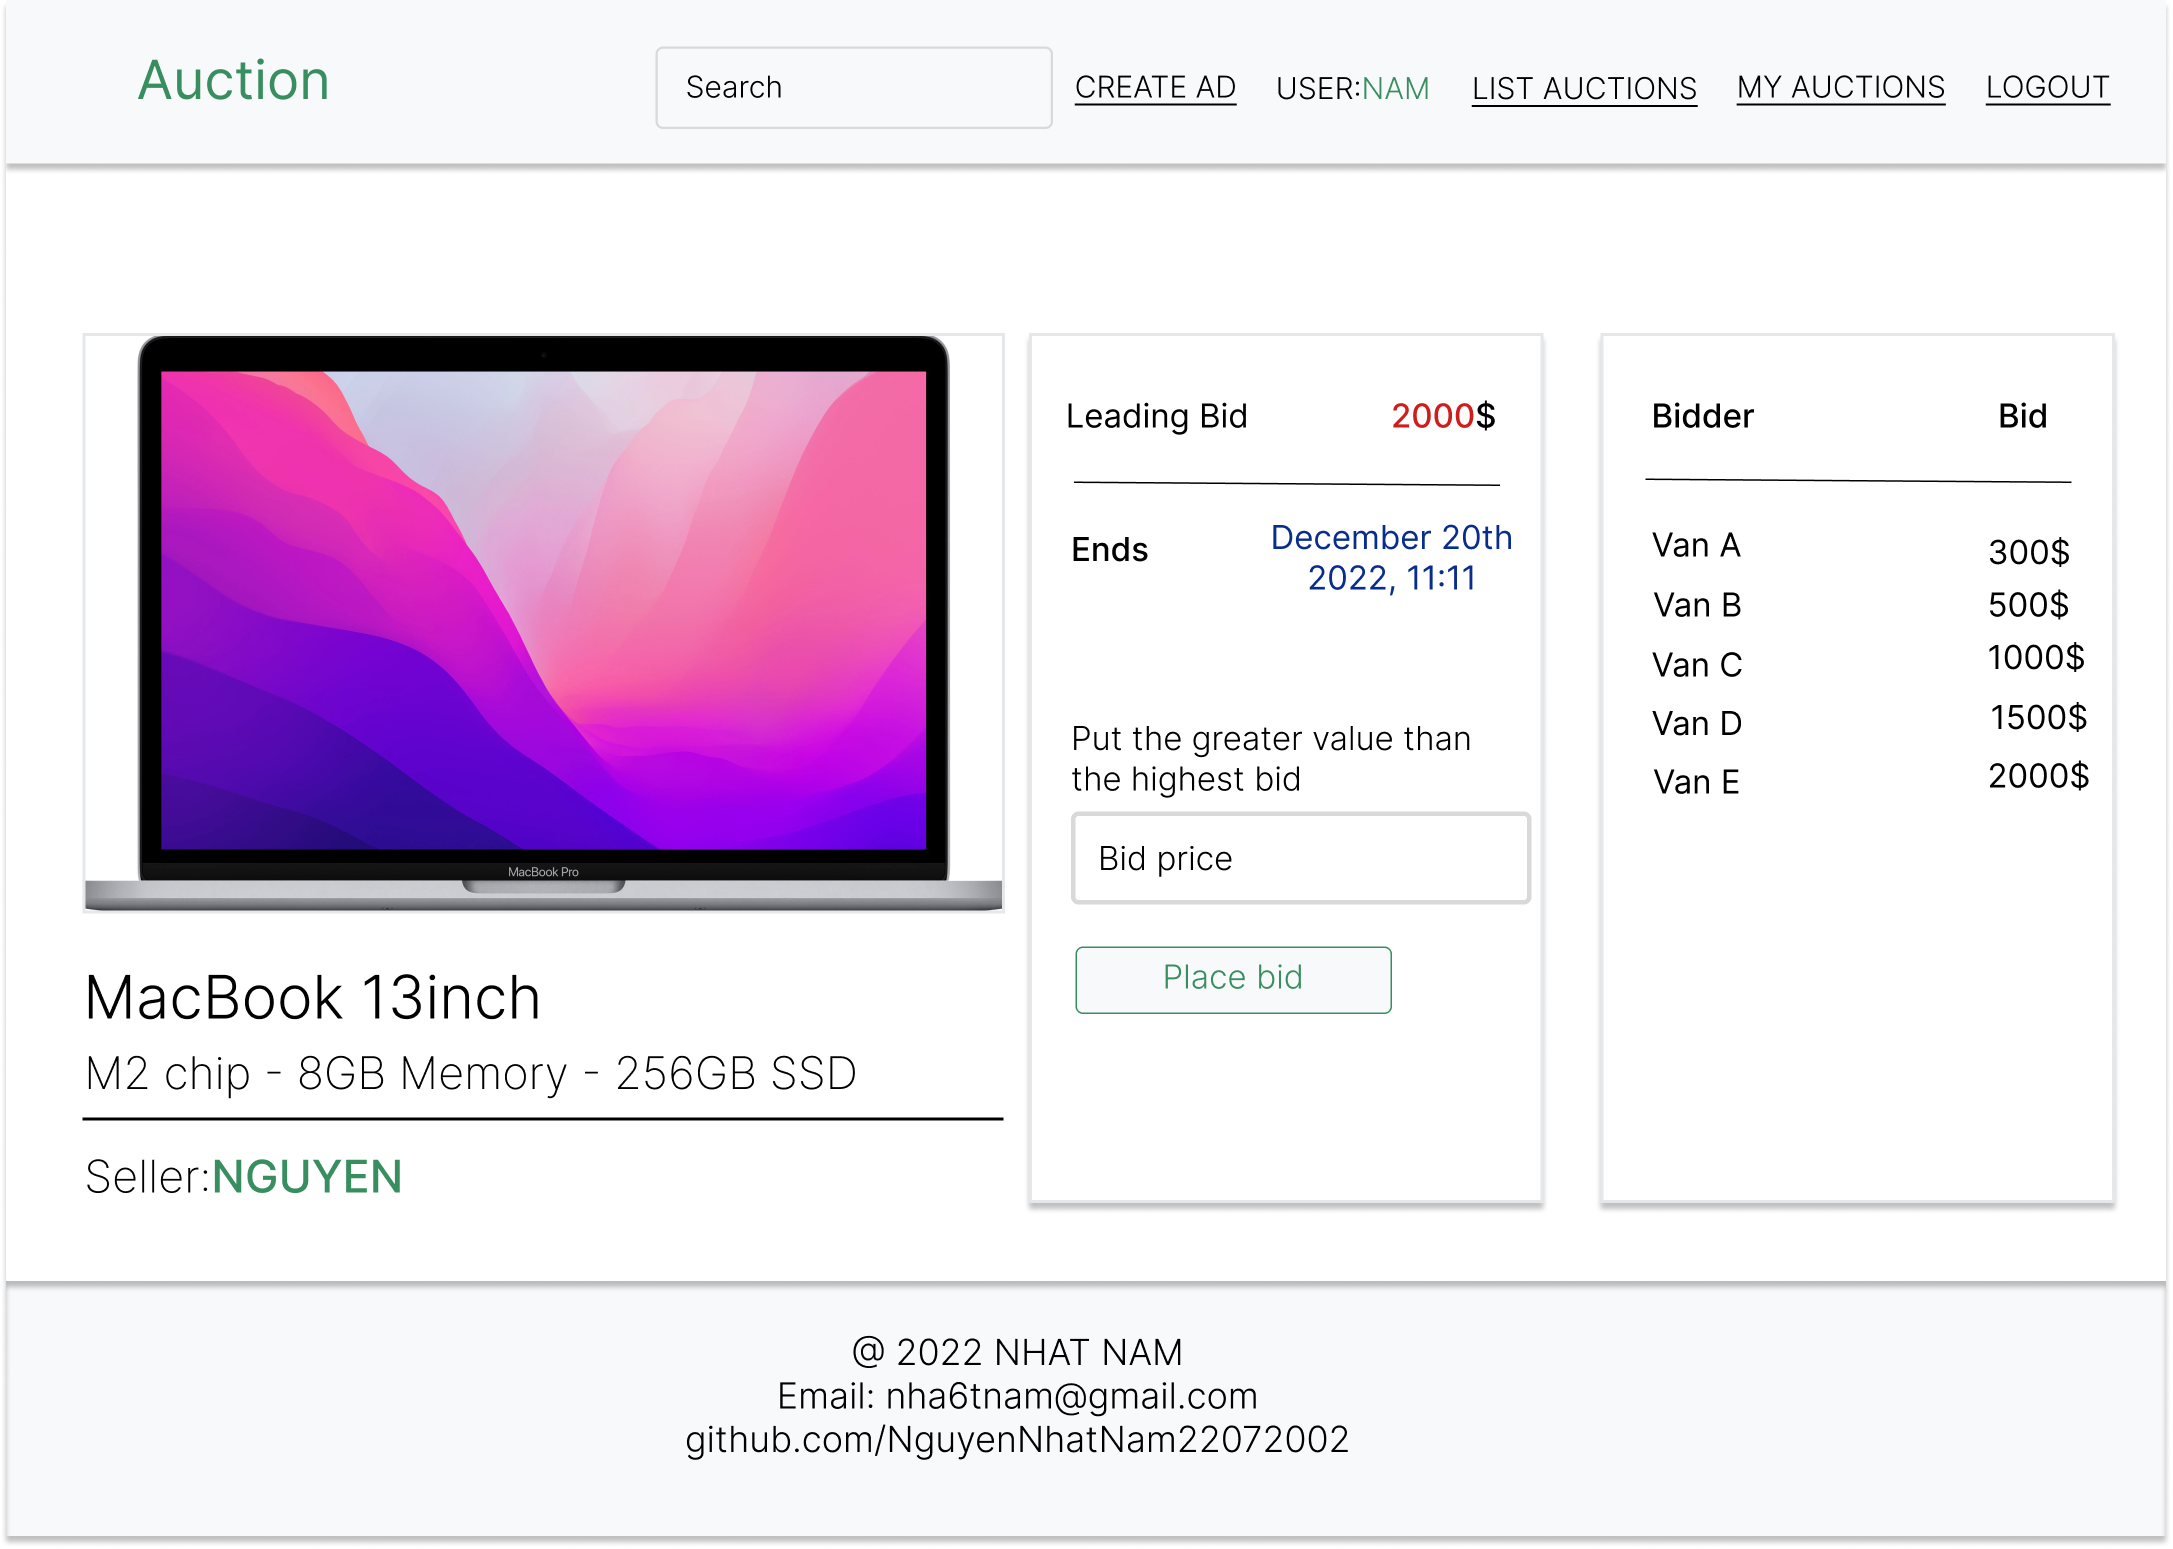 Auction
Search
CREATE AD
USER:NAM
LIST AUCTIONS
MY AUCTIONS
LOGOUT
MacBook Pro
MacBook 13inch
M2 chip - 8GB Memory - 256GB SSD
Seller:NGUYEN
Leading Bid 2000$
Ends December 20th
2022, 11:11
Put the greater value than
the highest bid
Bid price
Place bid
Bidder Bid
Van A 300$
Van B 500$
Van C 1000$
Van D 1500$
Van E 2000$
@ 2022 NHAT NAM
Email: nha6tnam@gmail.com
github.com/NguyenNhatNam22072002